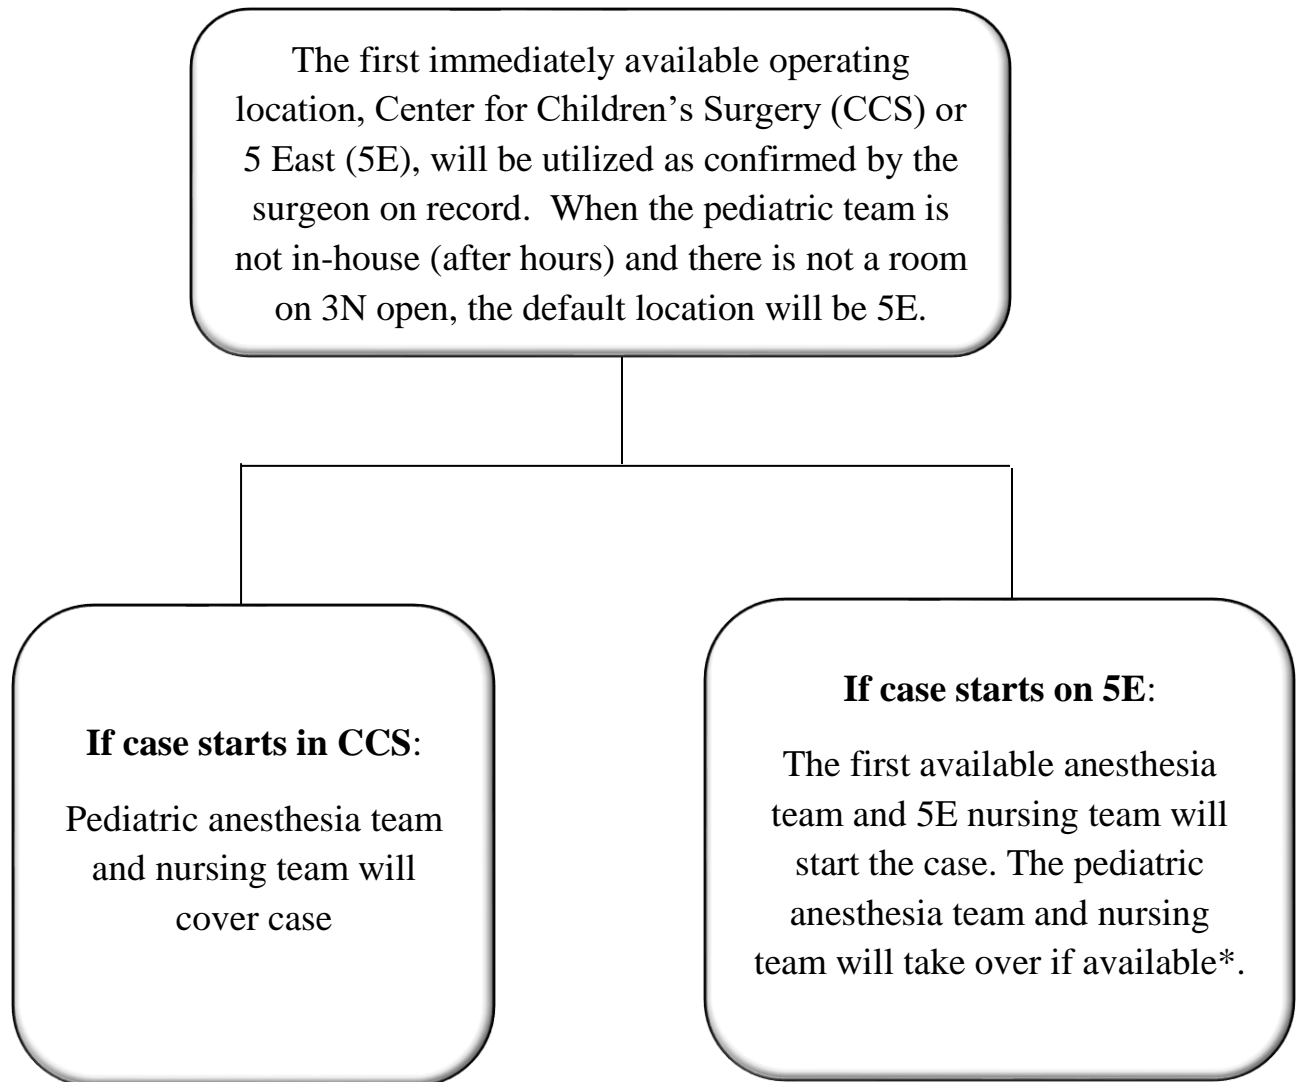 The first immediately available operating
location, Center for Children’s Surgery (CCS) or
5 East (5E), will be utilized as confirmed by the
surgeon on record.  When the pediatric team is
not in-house (after hours) and there is not a room
on 3N open, the default location will be 5E.
If case starts in CCS:
Pediatric anesthesia team
and nursing team will
cover case
If case starts on 5E:
The first available anesthesia
team and 5E nursing team will
start the case. The pediatric
anesthesia team and nursing
team will take over if available*.